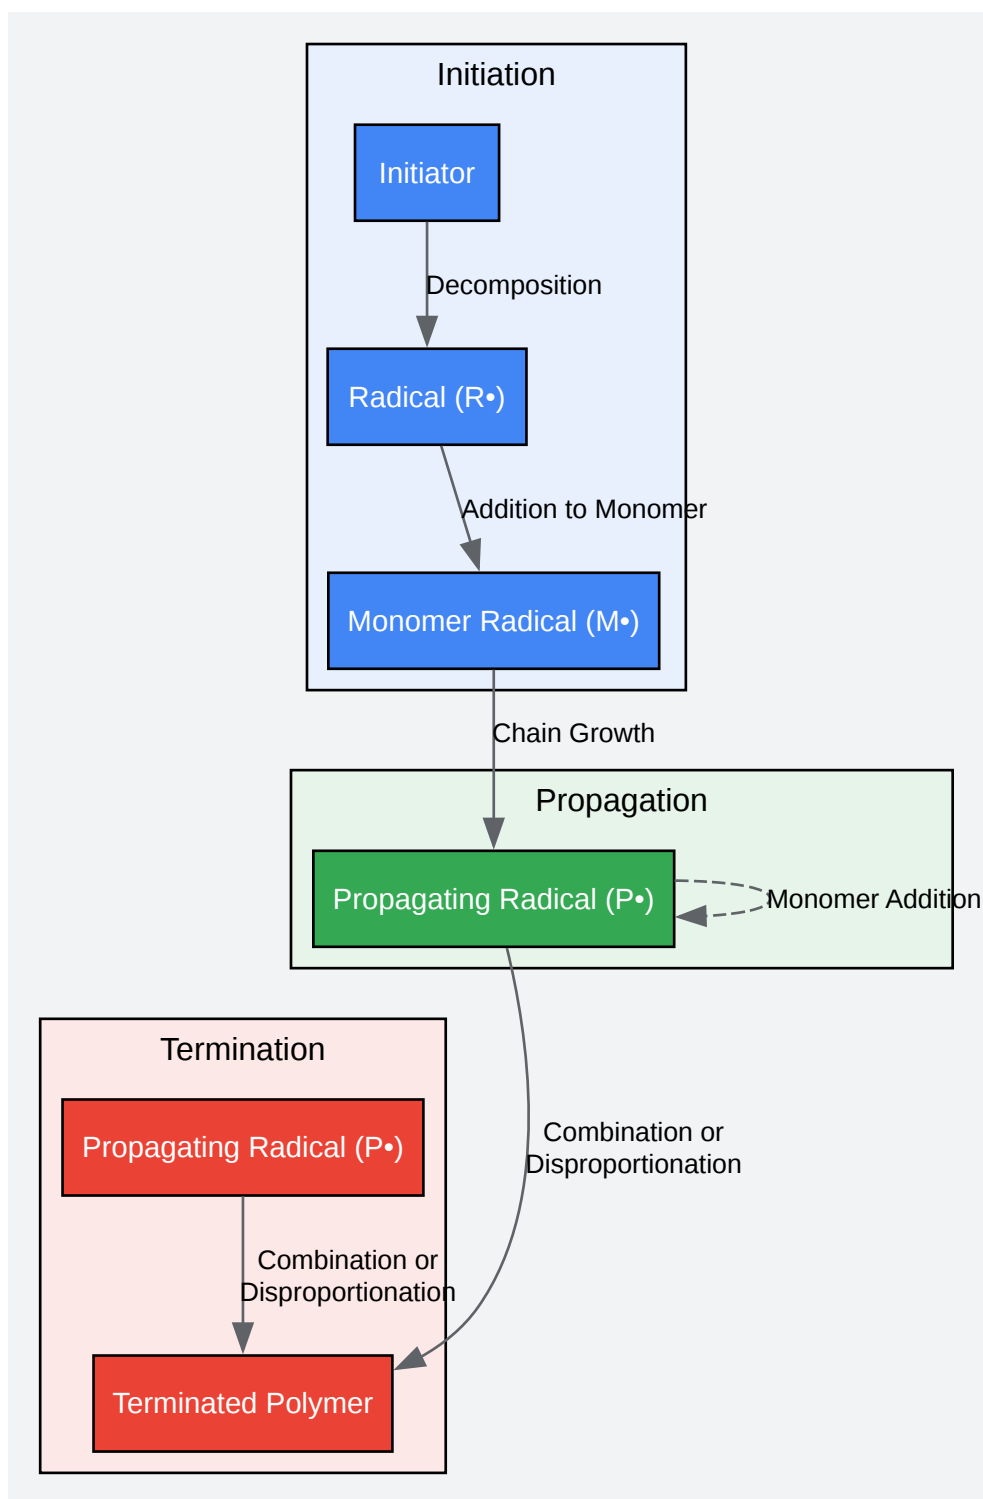 Initiation
Initiator
Decomposition
Radical (R•)
Addition to Monomer
Monomer Radical (M•)
Chain Growth
Propagation
Propagating Radical (P•)
Monomer Addition
Termination
Propagating Radical (P•)
Combination or
Disproportionation
Combination or
Disproportionation
Terminated Polymer